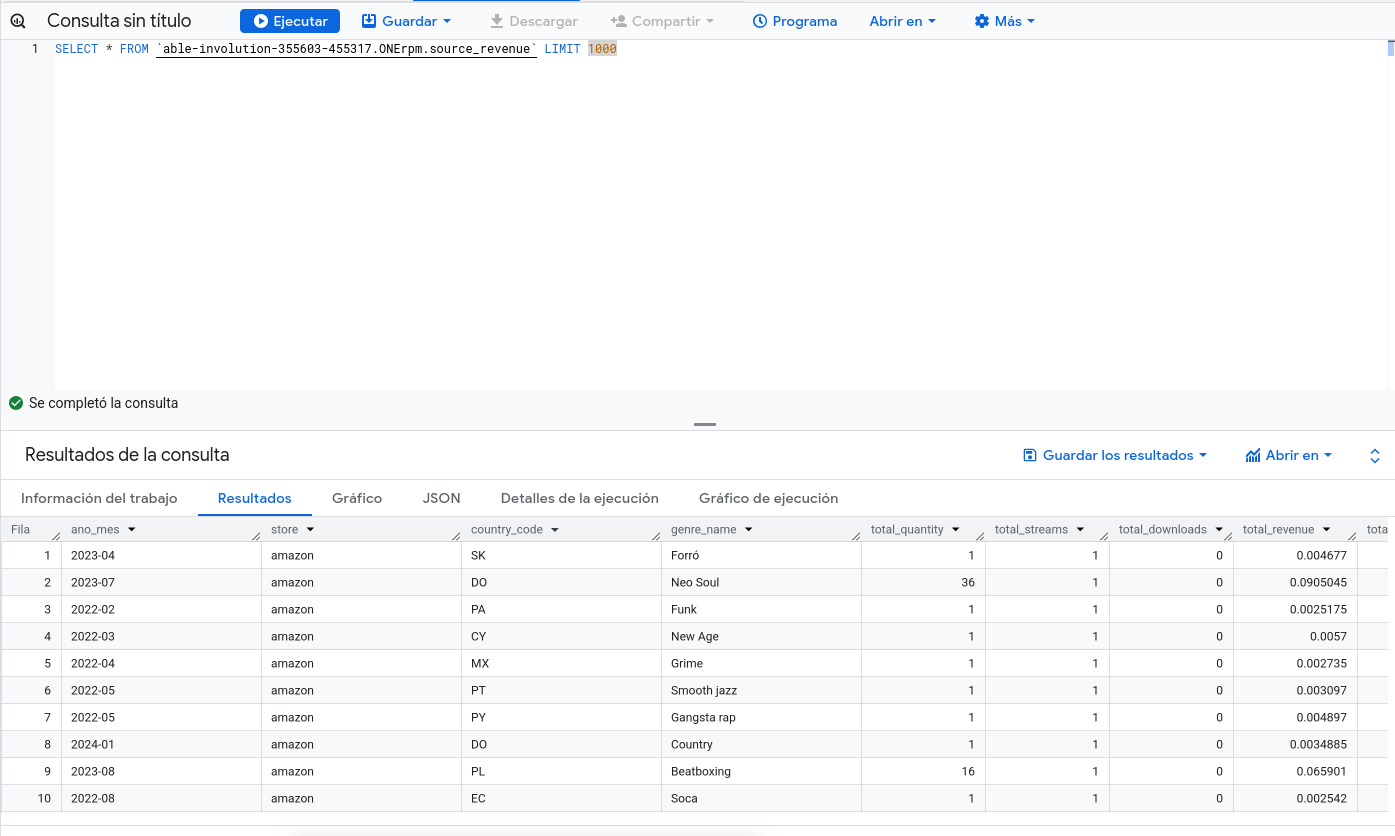 Consulta sin título Ejecutar Guardar Descargar Compartir Programa Abrir en Más
1 SELECT * FROM `able-involution-355603-455317.ONErpm.source_revenue` LIMIT 1000
Se completó la consulta
Resultados de la consulta Guardar los resultados Abrir en
Información del trabajo Resultados Gráfico JSON Detalles de la ejecución Gráfico de ejecución
Fila ano_mes store country_code genre_name total_quantity total_streams total_downloads total_revenue tota
1 2023-04 amazon SK Forró 1 1 0 0.004677
2 2023-07 amazon DO Neo Soul 36 1 0 0.0905045
3 2022-02 amazon PA Funk 1 1 0 0.0025175
4 2022-03 amazon CY New Age 1 1 0 0.0057
5 2022-04 amazon MX Grime 1 1 0 0.002735
6 2022-05 amazon PT Smooth jazz 1 1 0 0.003097
7 2022-05 amazon PY Gangsta rap 1 1 0 0.004897
8 2024-01 amazon DO Country 1 1 0 0.0034885
9 2023-08 amazon PL Beatboxing 16 1 0 0.065901
10 2022-08 amazon EC Soca 1 1 0 0.002542